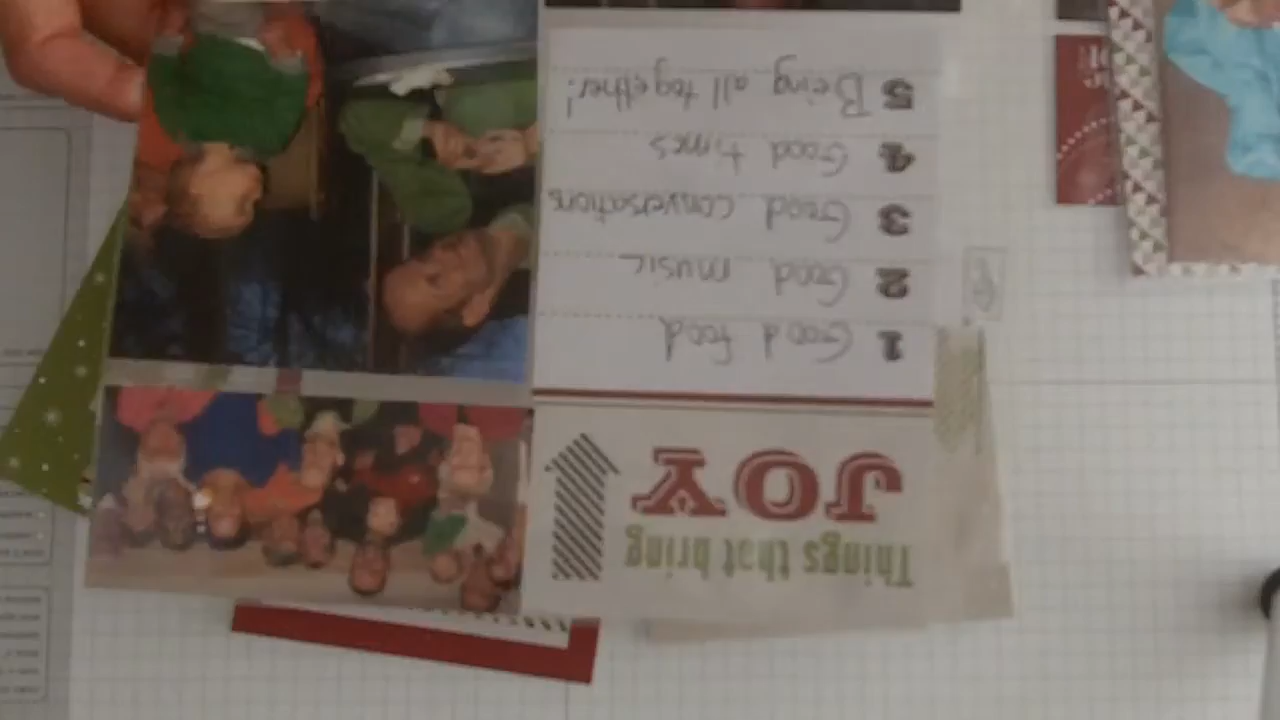 Things that bring
JOY
1 Good food
2 Good music
3 Good conversations
4 Good times
5 Being all together!